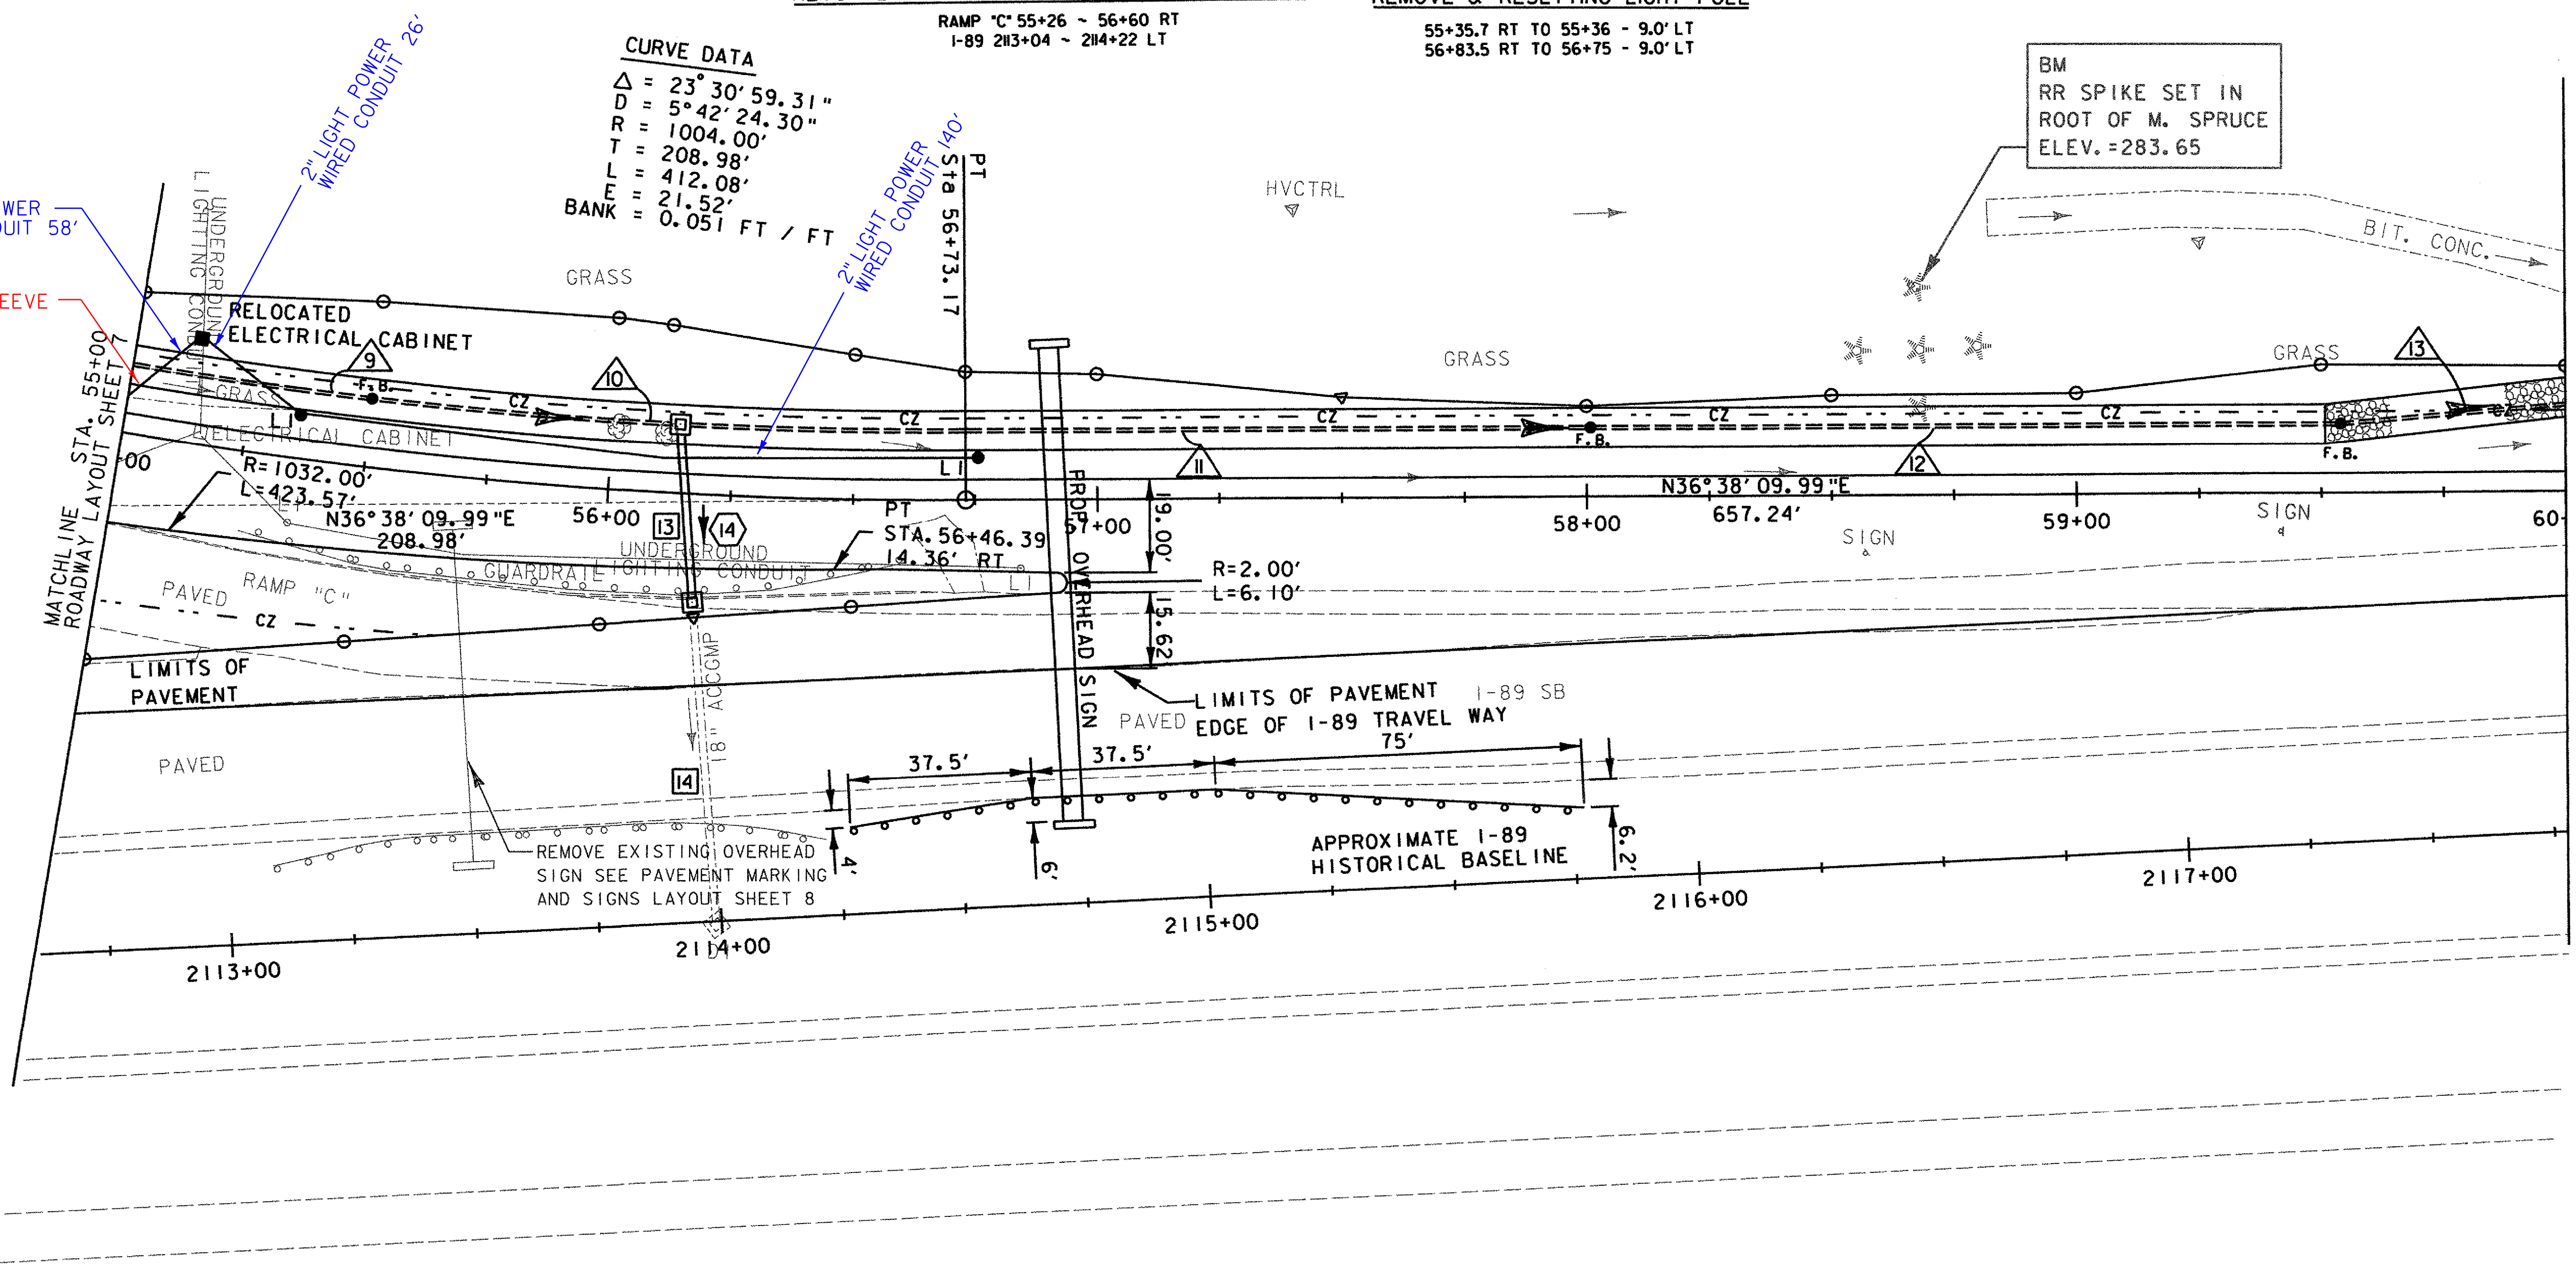 RAMP "C" 55+26 ~ 56+60 RT
I-89 2113+04 ~ 2114+22 LT
REMOVE & RESETTING LIGHT POLE
55+35.7 RT TO 55+36 - 9.0' LT
56+83.5 RT TO 56+75 - 9.0' LT
CURVE DATA
Δ = 23°30'59.31"
D = 5°42'24.30"
R = 1004.00'
T = 208.98'
L = 412.08'
E = 21.52'
BANK = 0.051 FT / FT
2" LIGHT POWER
WIRED CONDUIT 26'
2" LIGHT POWER
WIRED CONDUIT 140'
58'
BM
RR SPIKE SET IN
ROOT OF M. SPRUCE
ELEV.=283.65
PT
Sta 56+73.17
HVCTRL
BIT. CONC.
UNDERGROUND
LIGHTING CONDUIT
GRASS
RELOCATED
ELECTRICAL CABINET
GRASS
GRASS
9
10
11
12
13
F.B.
CZ
CZ
CZ
CZ
CZ
CZ
F.B.
F.B.
GRASS
LI
ELECTRICAL CABINET
LI
MATCHLINE STA. 55+00
ROADWAY LAYOUT SHEET 7
+00
R=1032.00'
L=423.57'
N36°38'09.99"E
208.98'
56+00
13
14
PT
STA. 56+46.39
14.36' RT
57+00
19.00'
58+00
N36°38'09.99"E
657.24'
59+00
SIGN
SIGN
60+
UNDERGROUND
LIGHTING CONDUIT
GUARDRAIL
LI
PROP. OVERHEAD SIGN
R=2.00'
L=6.10'
15.62'
PAVED
RAMP "C"
CZ
LIMITS OF
PAVEMENT
18" ACCGMP
LIMITS OF PAVEMENT
EDGE OF I-89 TRAVEL WAY
I-89 SB
PAVED
PAVED
14
37.5'
37.5'
75'
4'
6'
6.2'
REMOVE EXISTING OVERHEAD
SIGN SEE PAVEMENT MARKING
AND SIGNS LAYOUT SHEET 8
APPROXIMATE I-89
HISTORICAL BASELINE
2113+00
2114+00
DI
2115+00
2116+00
2117+00